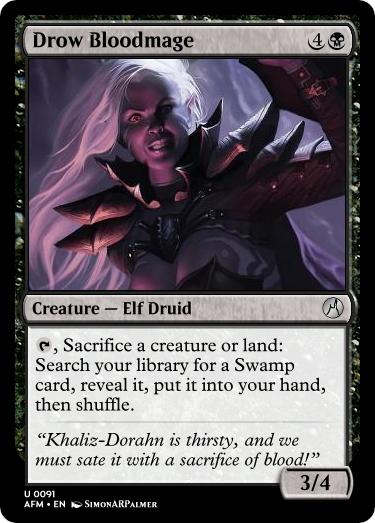 Drow Bloodmage 4
Creature — Elf Druid
, Sacrifice a creature or land:
Search your library for a Swamp
card, reveal it, put it into your hand,
then shuffle.
“Khaliz-Dorahn is thirsty, and we
must sate it with a sacrifice of blood!”
3/4
U 0091
AFM • EN SimonARPalmer